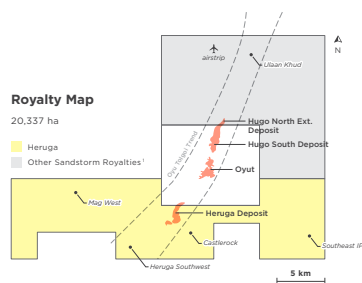 N
airstrip
Ulaan Khud
Royalty Map
20,337 ha
Heruga
Other Sandstorm Royalties¹
Oyu Tolgoi Trend
Hugo North Ext.
Deposit
Hugo South Deposit
Oyut
Mag West
Heruga Deposit
Castlerock
Southeast IP
Heruga Southwest
5 km